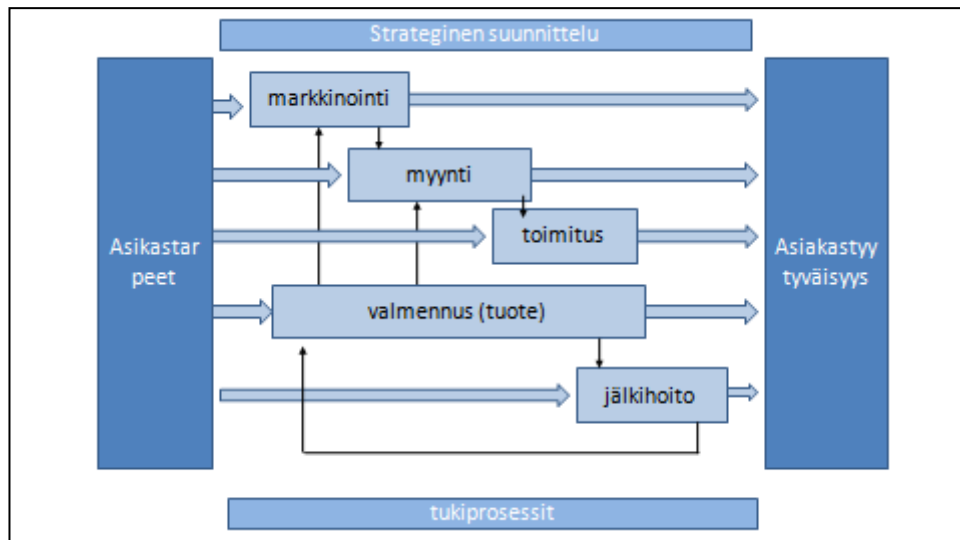 Strateginen suunnittelu
markkinointi
myynti
Asikastar
peet
toimitus
Asiakastyy
tyväisyys
valmennus (tuote)
jälkihoito
tukiprosessit